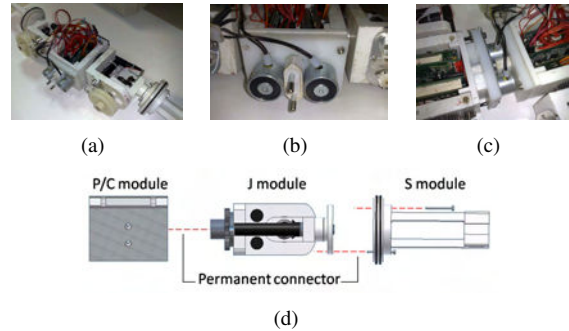 (a) (b) (c)
P/C module J module S module
Permanent connector
(d)